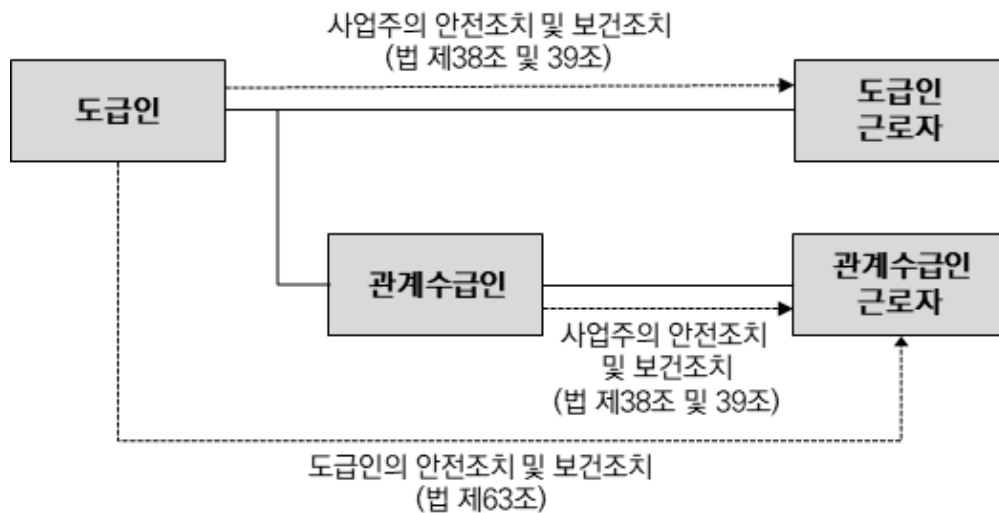 사업주의 안전조치 및 보건조치
(법 제38조 및 39조)
도급인
도급인
근로자
관계수급인
관계수급인
근로자
사업주의 안전조치
및 보건조치
(법 제38조 및 39조)
도급인의 안전조치 및 보건조치
(법 제63조)